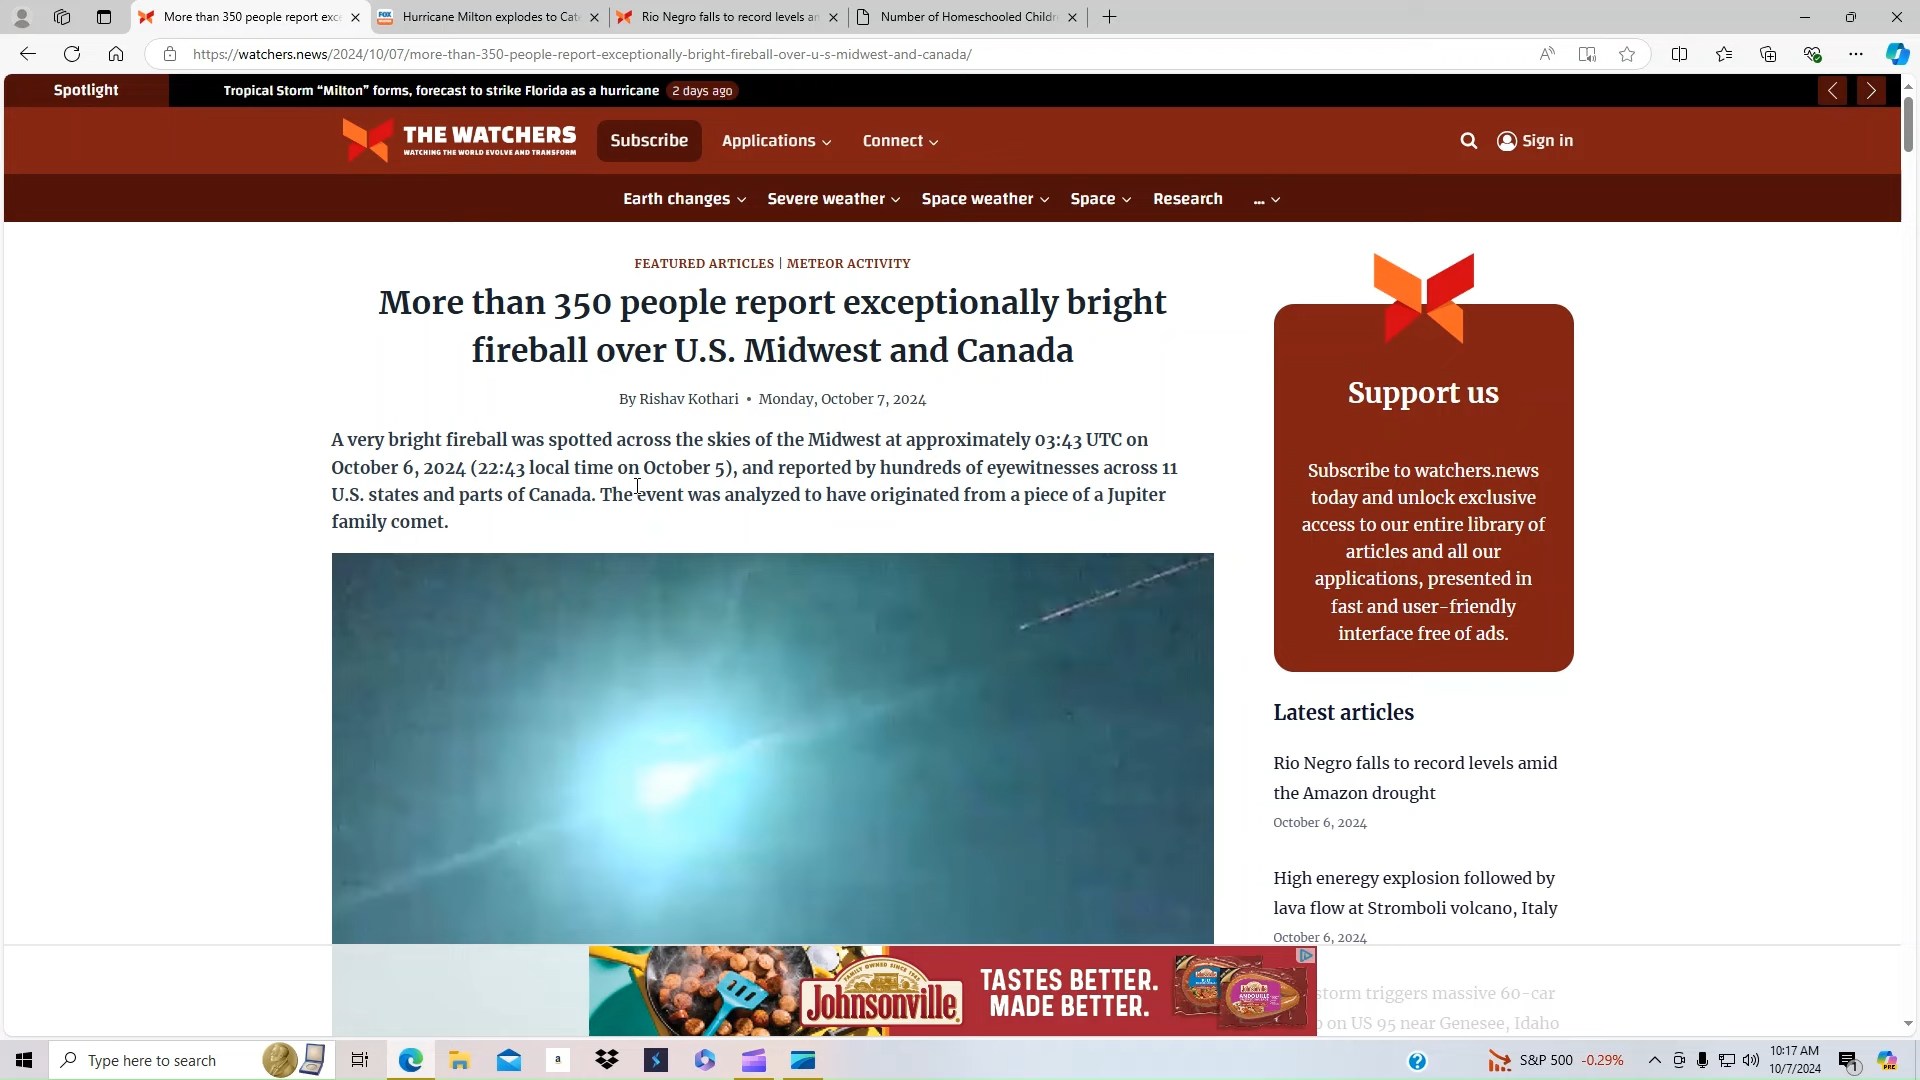 More than 350 people report exce
Hurricane Milton explodes to Cat
Rio Negro falls to record levels an
Number of Homeschooled Childr
https://watchers.news/2024/10/07/more-than-350-people-report-exceptionally-bright-fireball-over-u-s-midwest-and-canada/
Spotlight
Tropical Storm “Milton” forms, forecast to strike Florida as a hurricane 2 days ago
THE WATCHERS
WATCHING THE WORLD EVOLVE AND TRANSFORM
Subscribe
Applications
Connect
Sign in
Earth changes
Severe weather
Space weather
Space
Research
...
FEATURED ARTICLES | METEOR ACTIVITY
More than 350 people report exceptionally bright
fireball over U.S. Midwest and Canada
By Rishav Kothari • Monday, October 7, 2024
A very bright fireball was spotted across the skies of the Midwest at approximately 03:43 UTC on
October 6, 2024 (22:43 local time on October 5), and reported by hundreds of eyewitnesses across 11
U.S. states and parts of Canada. The event was analyzed to have originated from a piece of a Jupiter
family comet.
Support us
Subscribe to watchers.news
today and unlock exclusive
access to our entire library of
articles and all our
applications, presented in
fast and user-friendly
interface free of ads.
Latest articles
Rio Negro falls to record levels amid
the Amazon drought
October 6, 2024
High eneregy explosion followed by
lava flow at Stromboli volcano, Italy
October 6, 2024
storm triggers massive 60-car
on US 95 near Genesee, Idaho
FAMILY OWNED SINCE 1945
Johnsonville
TASTES BETTER.
MADE BETTER.
Type here to search
S&P 500 -0.29%
10:17 AM
10/7/2024